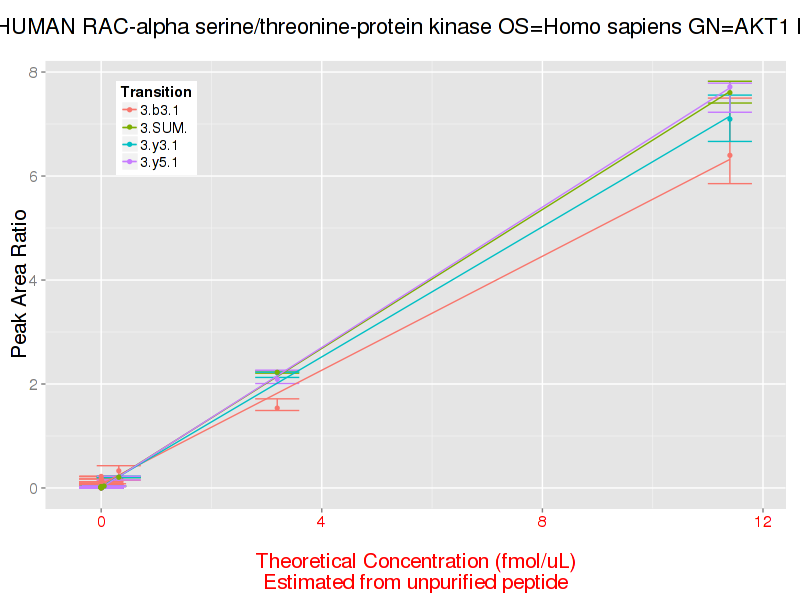 HUMAN RAC-alpha serine/threonine-protein kinase OS=Homo sapiens GN=AKT1
Transition
3.b3.1
3.SUM.
3.y3.1
3.y5.1
Peak Area Ratio
8
6
4
2
0
0 4 8 12
Theoretical Concentration (fmol/uL)
Estimated from unpurified peptide